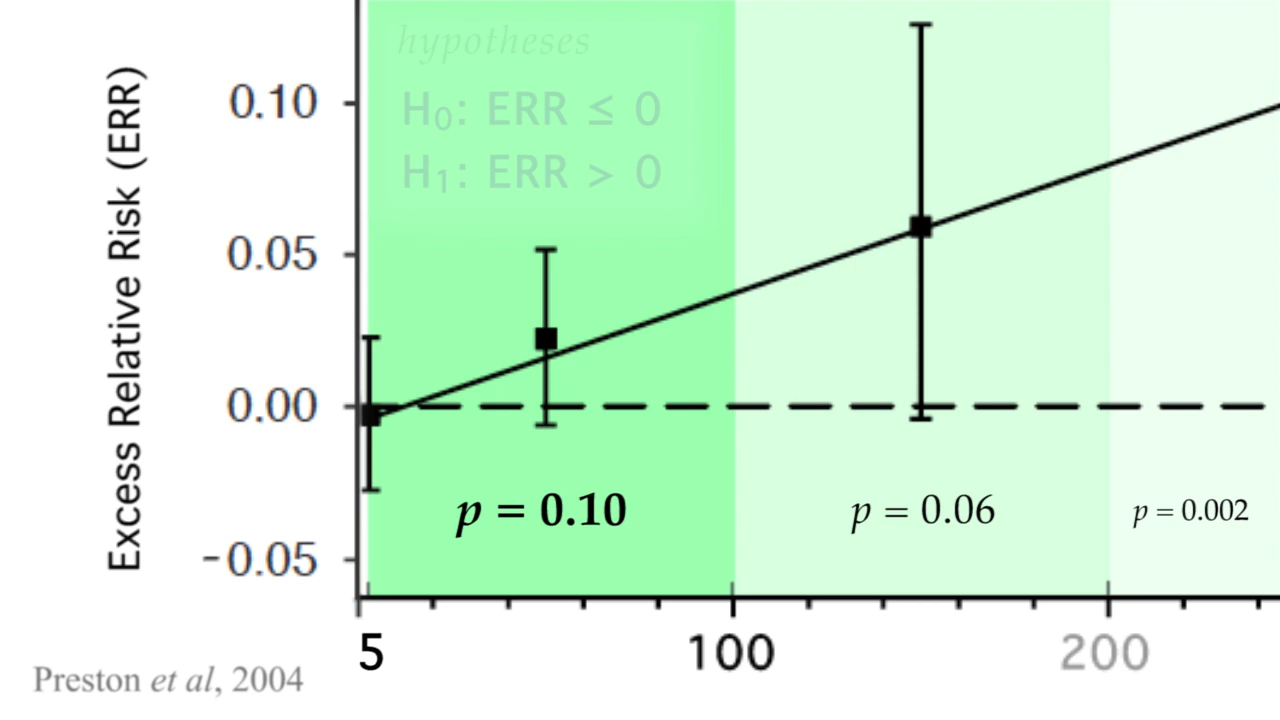 hypotheses
H₀: ERR ≤ 0
H₁: ERR > 0
Excess Relative Risk (ERR)
0.10
0.05
0.00
-0.05
p = 0.10
p = 0.06
p = 0.002
5
100
200
Preston et al, 2004